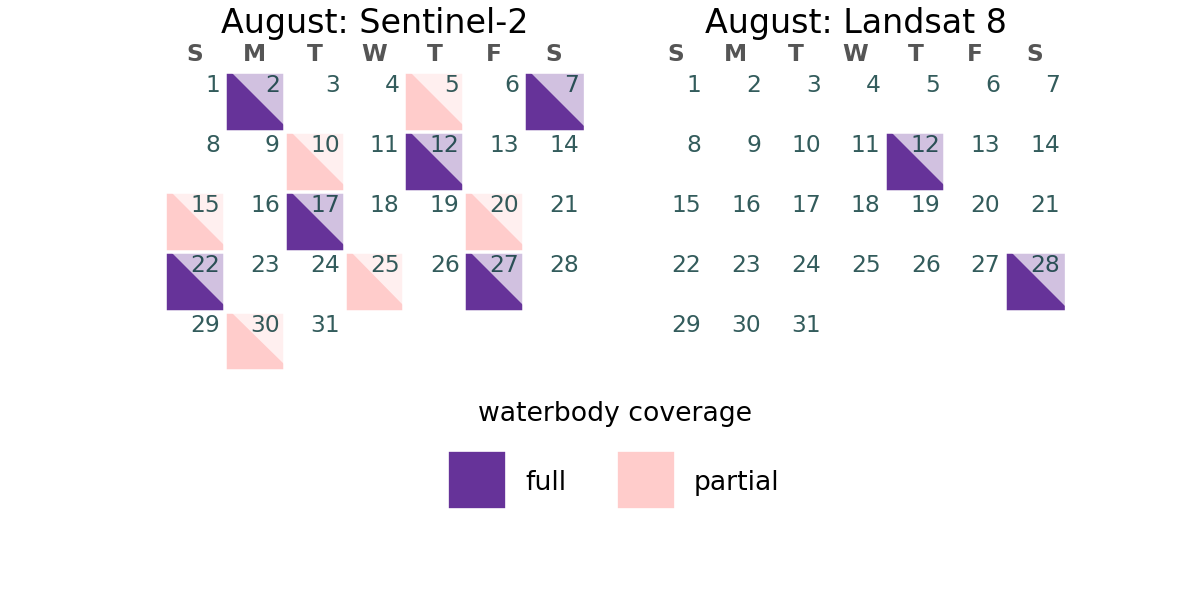 August: Sentinel-2
S M T W T F S
1 2 3 4 5 6 7
8 9 10 11 12 13 14
15 16 17 18 19 20 21
22 23 24 25 26 27 28
29 30 31
August: Landsat 8
S M T W T F S
1 2 3 4 5 6 7
8 9 10 11 12 13 14
15 16 17 18 19 20 21
22 23 24 25 26 27 28
29 30 31
waterbody coverage
full
partial